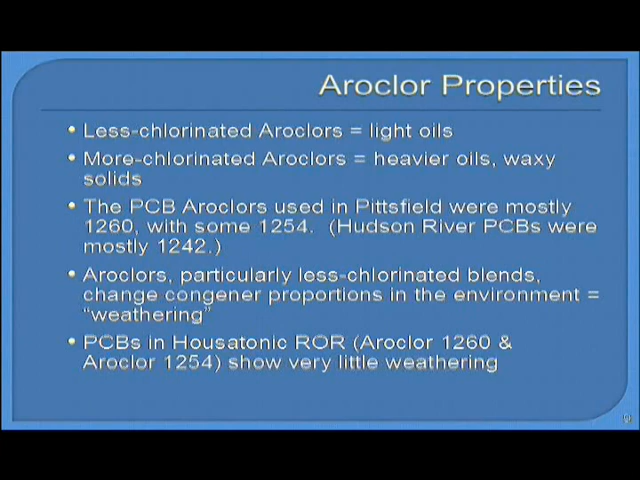 Aroclor Properties
• Less-chlorinated Aroclors = light oils
• More-chlorinated Aroclors = heavier oils, waxy
solids
• The PCB Aroclors used in Pittsfield were mostly
1260, with some 1254.  (Hudson River PCBs were
mostly 1242.)
• Aroclors, particularly less-chlorinated blends,
change congener proportions in the environment =
“weathering”
• PCBs in Housatonic ROR (Aroclor 1260 &
Aroclor 1254) show very little weathering